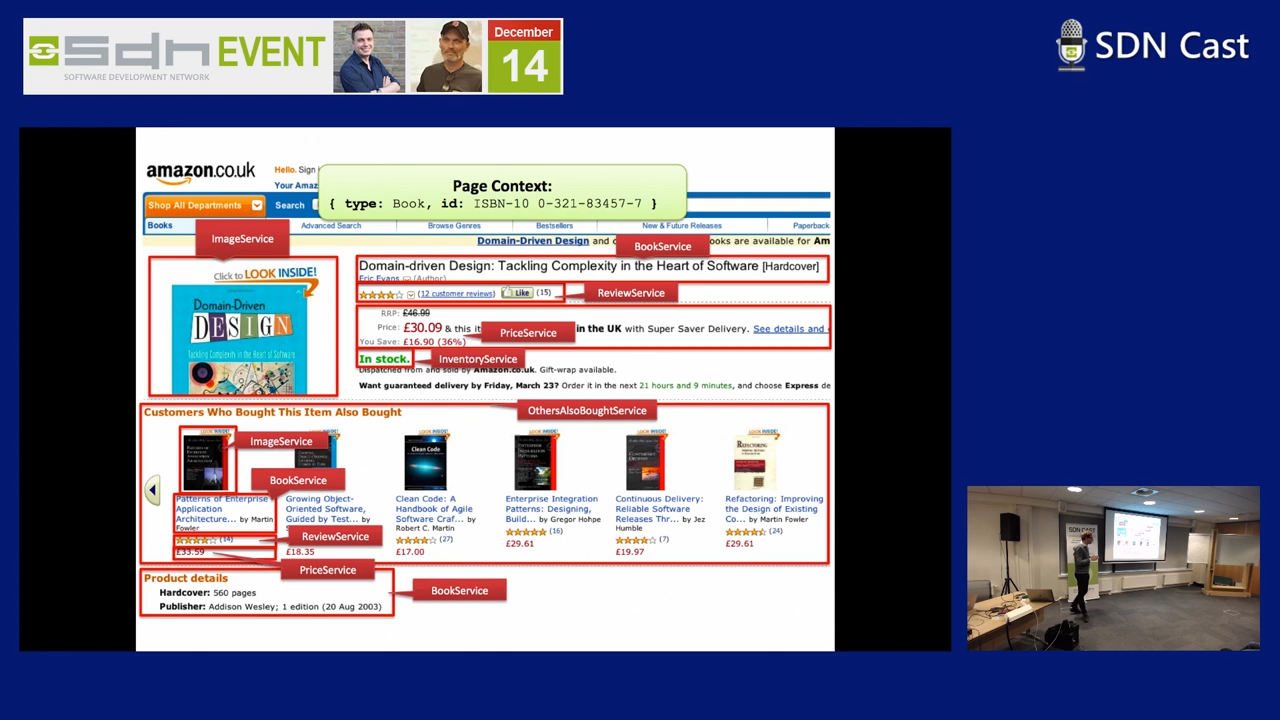 sdn EVENT
SOFTWARE DEVELOPMENT NETWORK
December
14
SDN Cast
amazon.co.uk
Hello. Sign i
Your Amaz
Page Context:
{ type: Book, id: ISBN-10 0-321-83457-7 }
Shop All Departments
Search
Books
Advanced Search
Browse Genres
Bestsellers
New & Future Releases
Paperback
ImageService
Domain-Driven Design and
BookService
ooks are available for Am
Click to LOOK INSIDE!
Domain-Driven
DESIGN
Tackling Complexity in the Heart of Software
Domain-driven Design: Tackling Complexity in the Heart of Software [Hardcover]
Eric Evans (Author)
(12 customer reviews)
Like
(15)
ReviewService
RRP: £46.99
Price: £30.09 & this it
in the UK with Super Saver Delivery. See details and
PriceService
You Save: £16.90 (36%)
In stock.
InventoryService
Dispatched from and sold by Amazon.co.uk. Gift-wrap available.
Want guaranteed delivery by Friday, March 23? Order it in the next 21 hours and 9 minutes, and choose Express de
Customers Who Bought This Item Also Bought
OthersAlsoBoughtService
ImageService
BookService
Patterns of Enterprise
Application
Architecture... by Martin
Fowler
(14)
£33.59
Growing Object-
Oriented Software,
Guided by Test... by
£18.35
Clean Code: A
Handbook of Agile
Software Craf... by
Robert C. Martin
(27)
£17.00
Enterprise Integration
Patterns: Designing,
Build... by Gregor Hohpe
(16)
£29.61
Continuous Delivery:
Reliable Software
Releases Thr... by Jez
Humble
(7)
£19.97
Refactoring: Improving
the Design of Existing
Co... by Martin Fowler
(24)
£29.61
ReviewService
PriceService
Product details
Hardcover: 560 pages
Publisher: Addison Wesley; 1 edition (20 Aug 2003)
BookService